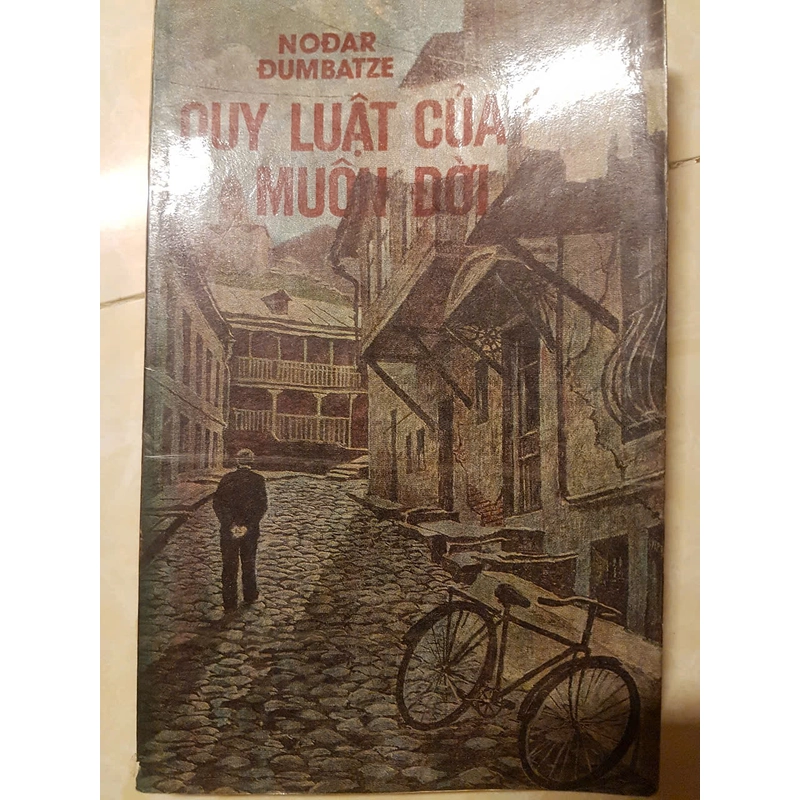 NOĐAR
ĐUMBATZE
QUY LUẬT CỦA
MUÔN ĐỜI